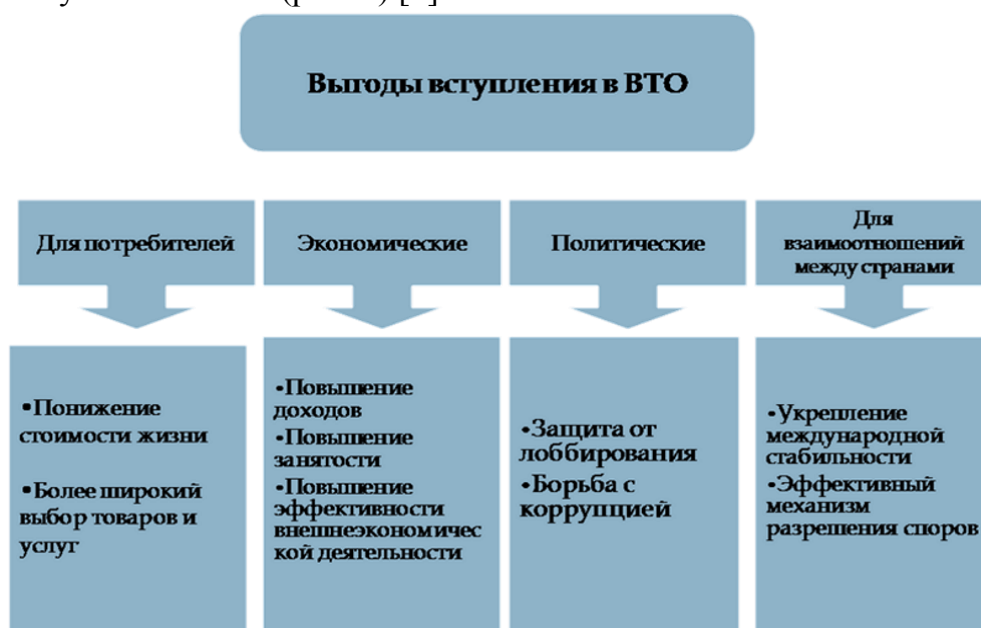 Выгоды вступления в ВТО
Для потребителей
Экономические
Политические
Для
взаимоотношений
между странами
•Понижение
стоимости жизни
•Более широкий
выбор товаров и
услуг
•Повышение
доходов
•Повышение
занятости
•Повышение
эффективности
внешнеэкономичес
кой деятельности
•Защита от
лоббирования
•Борьба с
коррупцией
•Укрепление
международной
стабильности
•Эффективный
механизм
разрешения споров